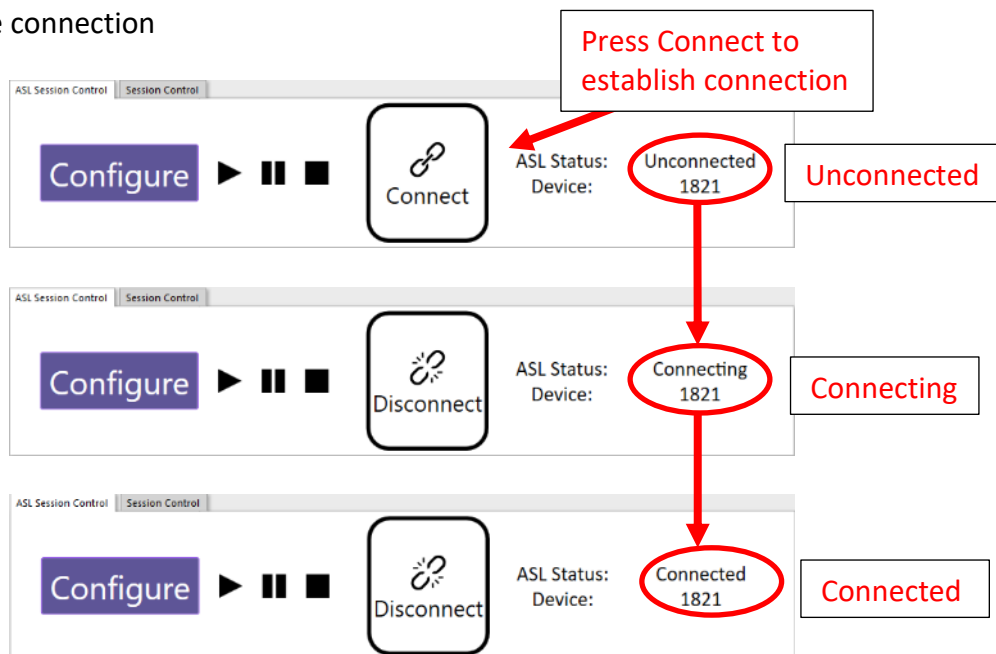 e connection
Press Connect to
establish connection
ASL Session Control Session Control
Configure
Connect
ASL Status: Unconnected
Device: 1821
Unconnected
ASL Session Control Session Control
Configure
Disconnect
ASL Status: Connecting
Device: 1821
Connecting
ASL Session Control Session Control
Configure
Disconnect
ASL Status: Connected
Device: 1821
Connected